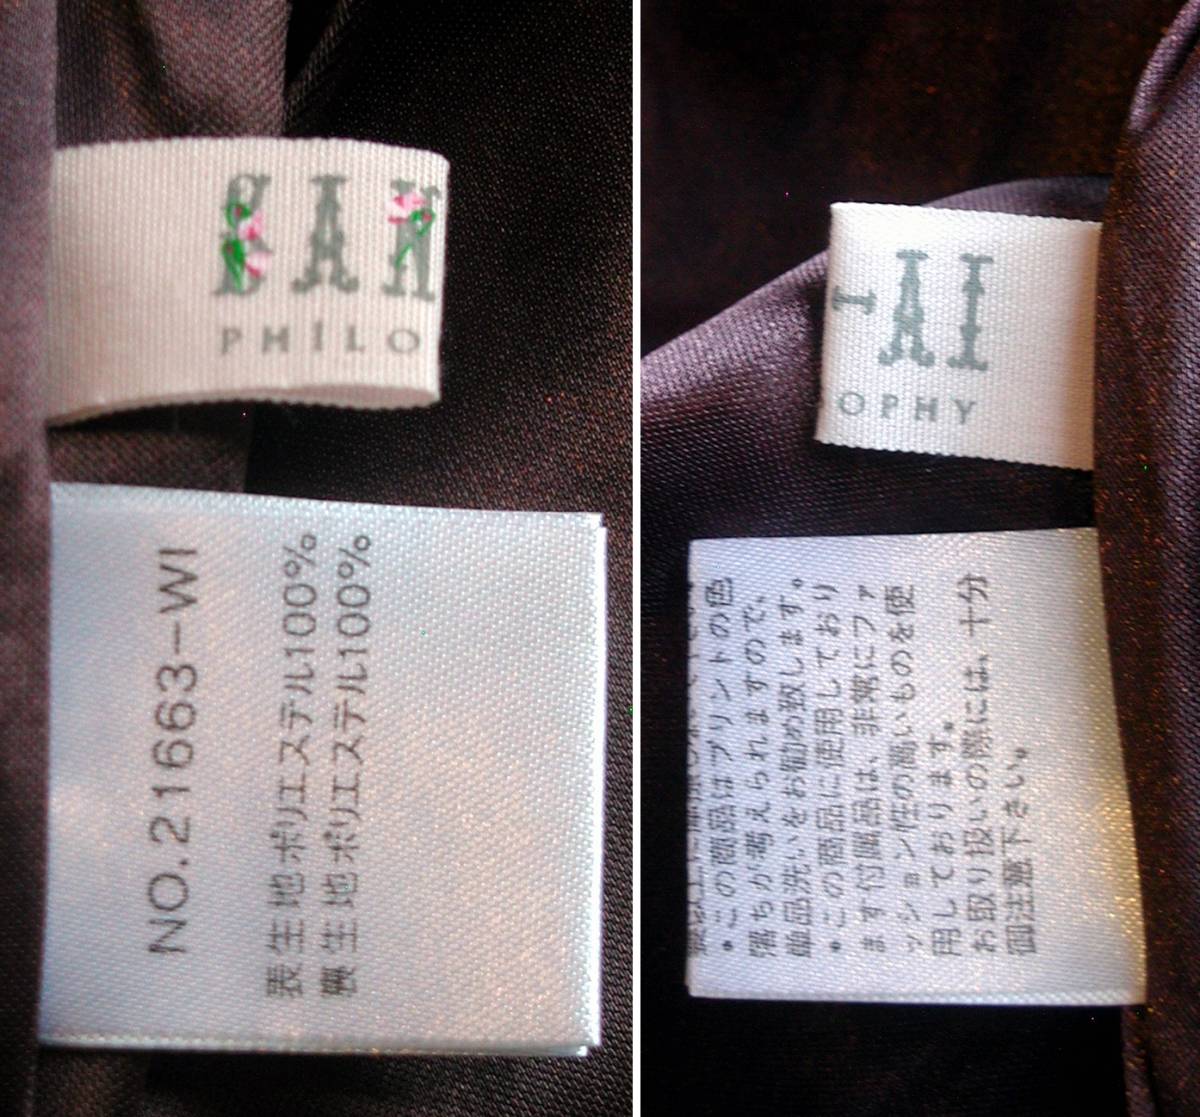 PHILO
NO.21663-WI
表生地ポリエステル100%
裏生地ポリエステル100%
AI
OPHY
•この商品はプリントの色
落ちが考えられますので、
単品洗いをお勧め致します。
•この商品に使用しており
ます付属品は、非常にファ
ッション性の高いものを使
用しております。
お取り扱いの際には、十分
御注意下さい。